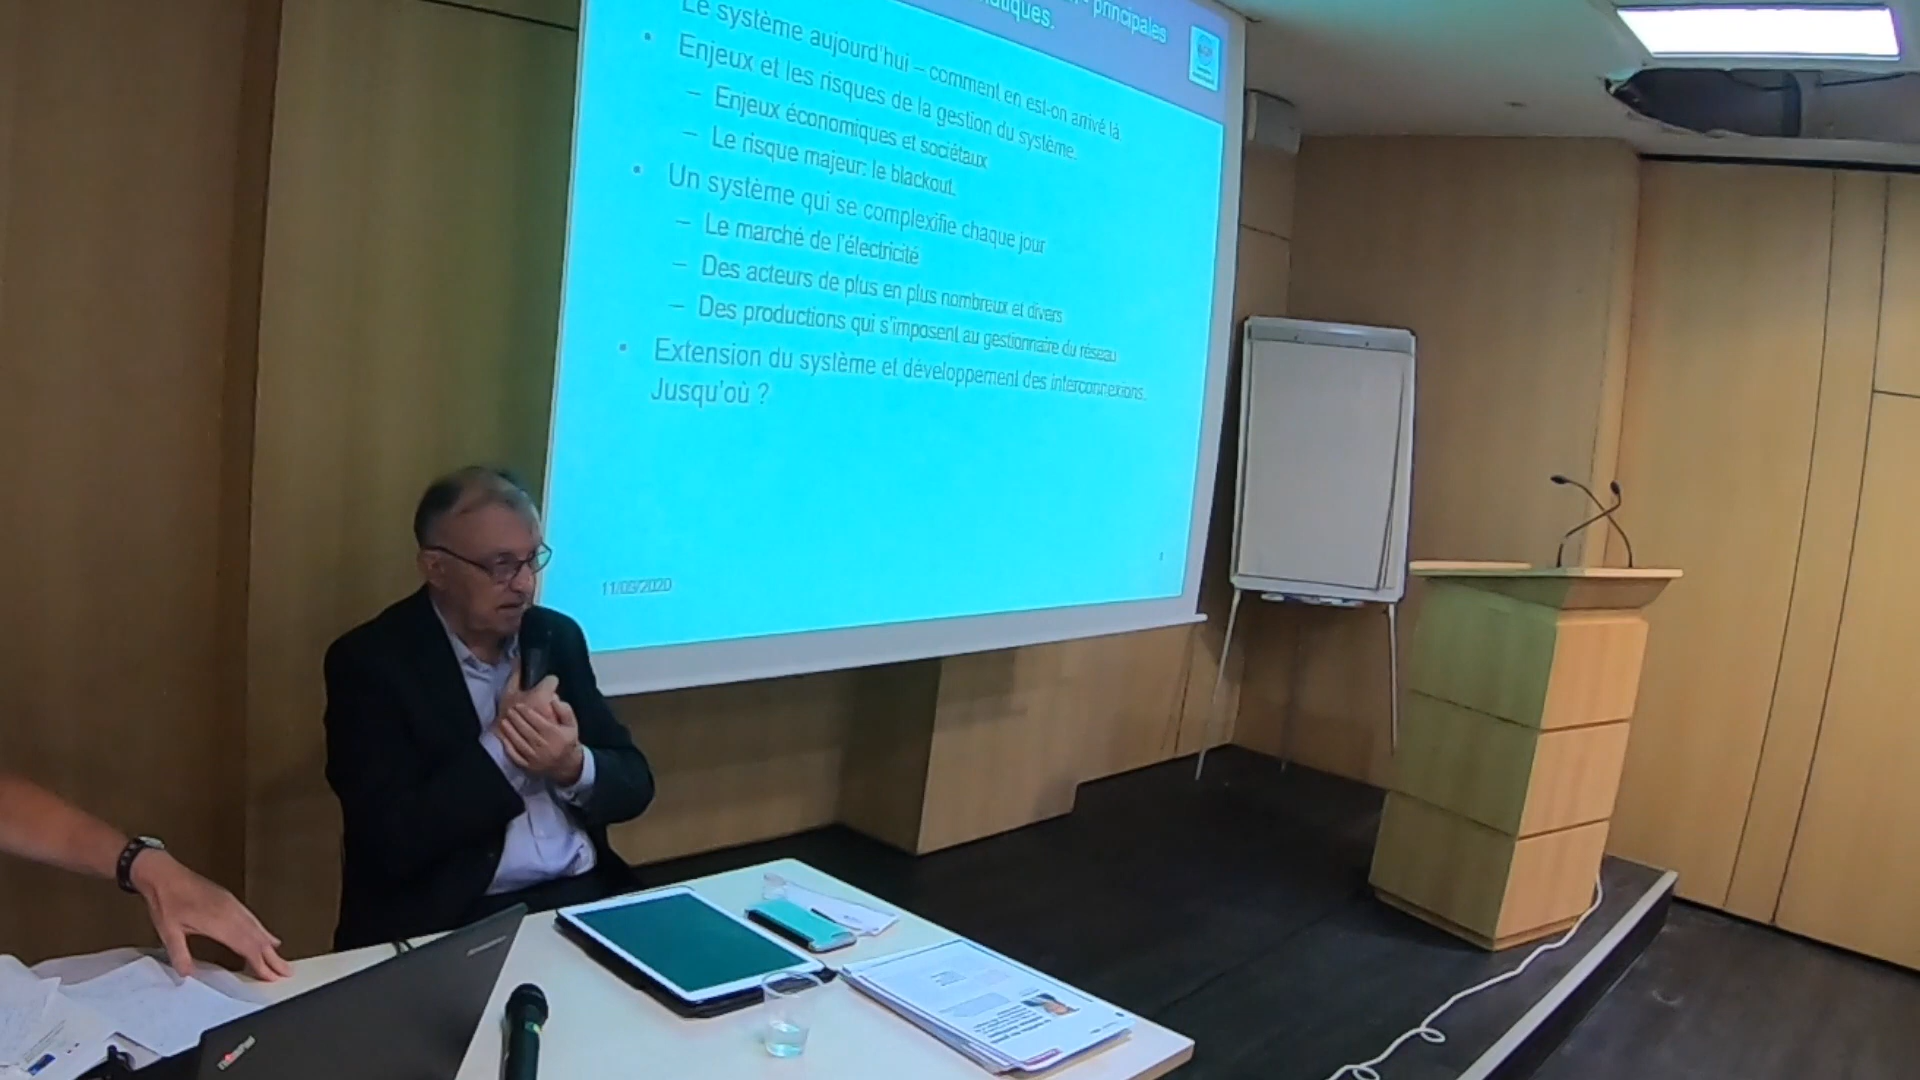 - principales
Le système aujourd'hui – comment en est-on arrivé là.
• Enjeux et les risques de la gestion du système.
– Enjeux économiques et sociétaux
– Le risque majeur: le blackout.
• Un système qui se complexifie chaque jour
– Le marché de l'électricité
– Des acteurs de plus en plus nombreux et divers
– Des productions qui s'imposent au gestionnaire du réseau
• Extension du système et développement des interconnexions.
Jusqu'où ?
11/09/2020